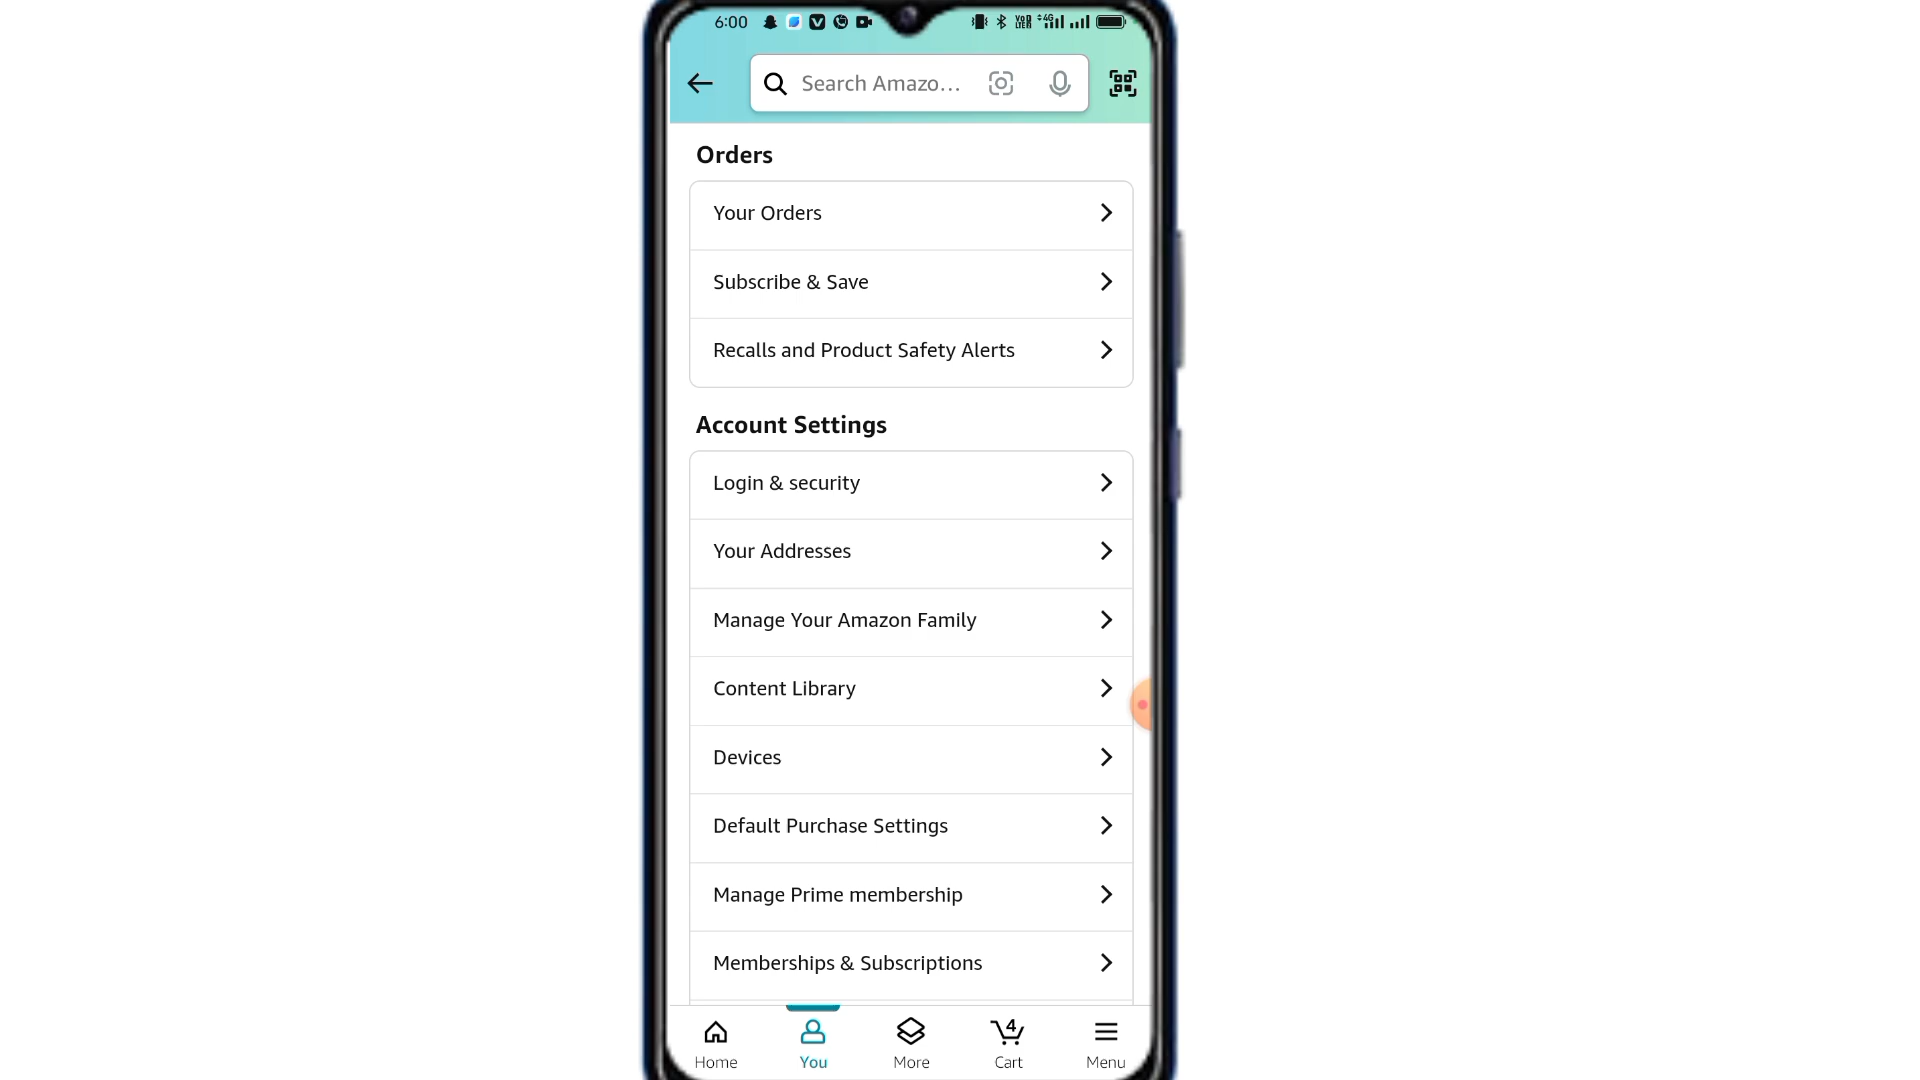 6:00
Search Amazo...
Orders
Your Orders
Subscribe & Save
Recalls and Product Safety Alerts
Account Settings
Login & security
Your Addresses
Manage Your Amazon Family
Content Library
Devices
Default Purchase Settings
Manage Prime membership
Memberships & Subscriptions
4
Home
You
More
Cart
Menu